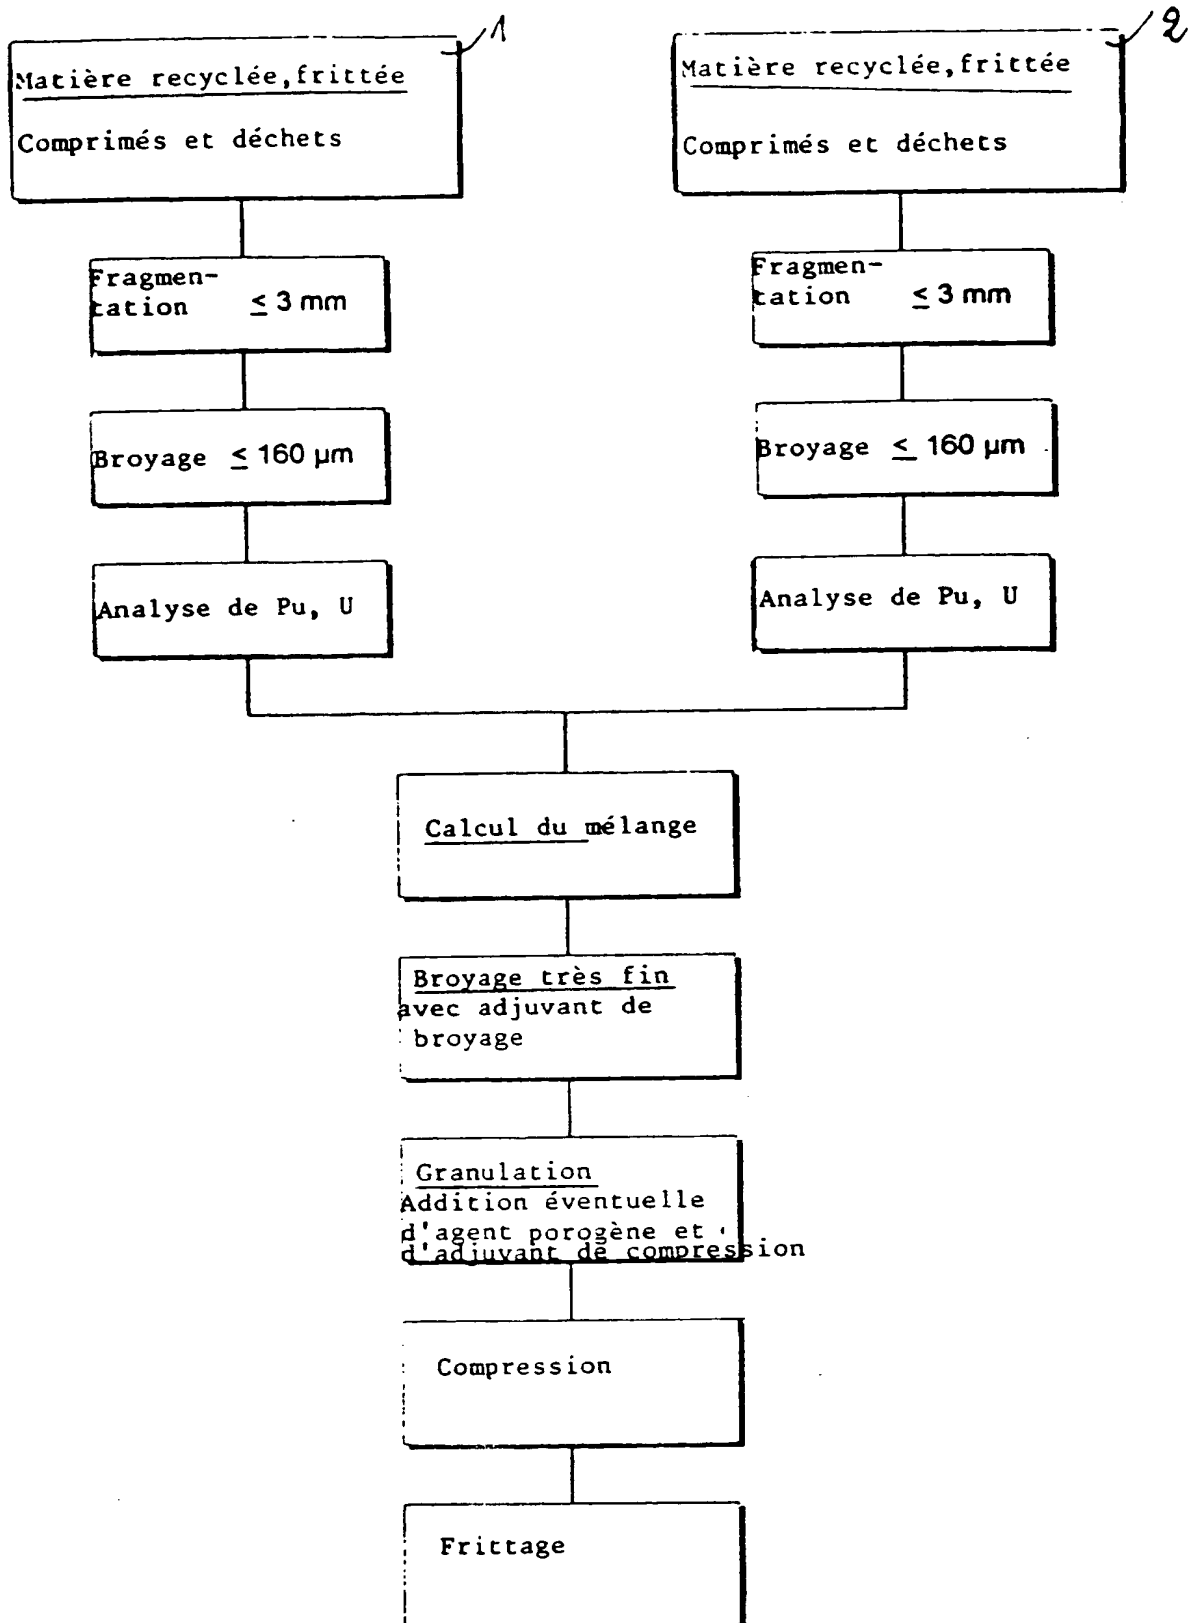 1
Matière recyclée,frittée
Comprimés et déchets
Fragmen-
tation ≤ 3 mm
Broyage ≤ 160 µm
Analyse de Pu, U
2
Matière recyclée,frittée
Comprimés et déchets
Fragmen-
tation ≤ 3 mm
Broyage ≤ 160 µm
Analyse de Pu, U
Calcul du mélange
Broyage très fin
avec adjuvant de
broyage
Granulation
Addition éventuelle
d'agent porogène et
d'adjuvant de compression
Compression
Frittage